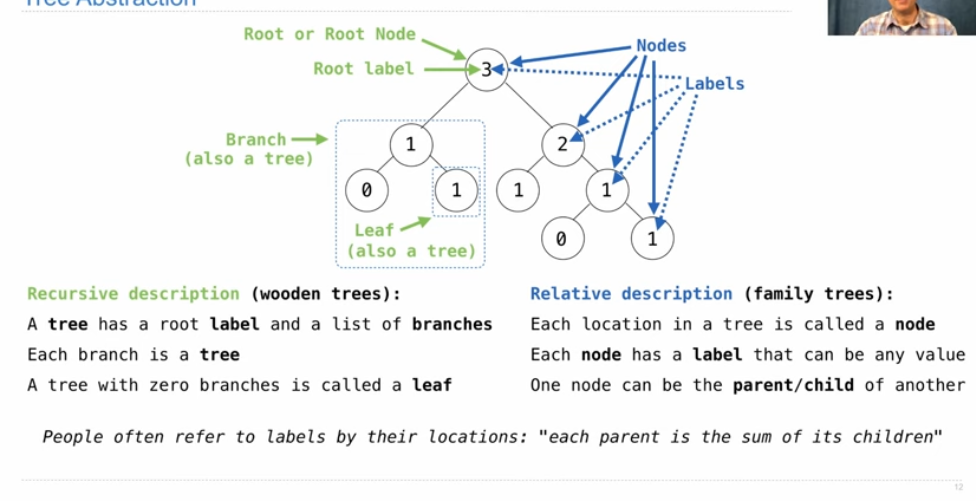 Tree Abstraction
Root or Root Node
Nodes
Root label
3
Labels
Branch
(also a tree)
1
2
0
1
1
1
Leaf
(also a tree)
0
1
Recursive description (wooden trees):
A tree has a root label and a list of branches
Each branch is a tree
A tree with zero branches is called a leaf
Relative description (family trees):
Each location in a tree is called a node
Each node has a label that can be any value
One node can be the parent/child of another
People often refer to labels by their locations: "each parent is the sum of its children"
12